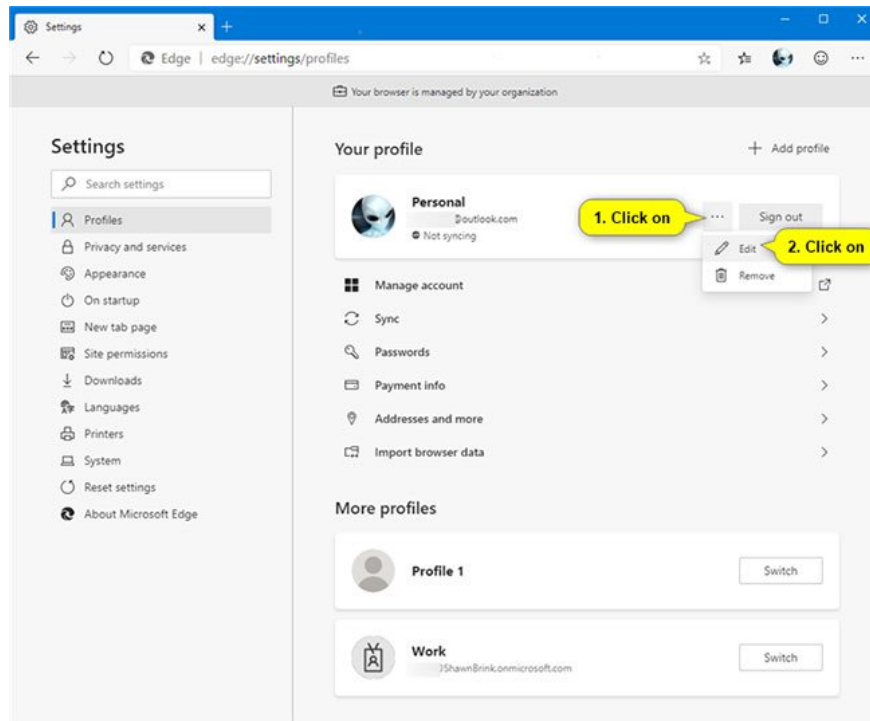 Settings
Edge | edge://settings/profiles
Your browser is managed by your organization
Settings
Search settings
Profiles
Privacy and services
Appearance
On startup
New tab page
Site permissions
Downloads
Languages
Printers
System
Reset settings
About Microsoft Edge
Your profile
+ Add profile
Personal
@outlook.com
Not syncing
1. Click on
...
Sign out
Edit
2. Click on
Remove
Manage account
Sync
Passwords
Payment info
Addresses and more
Import browser data
More profiles
Profile 1
Switch
Work
ShawnBrink.onmicrosoft.com
Switch